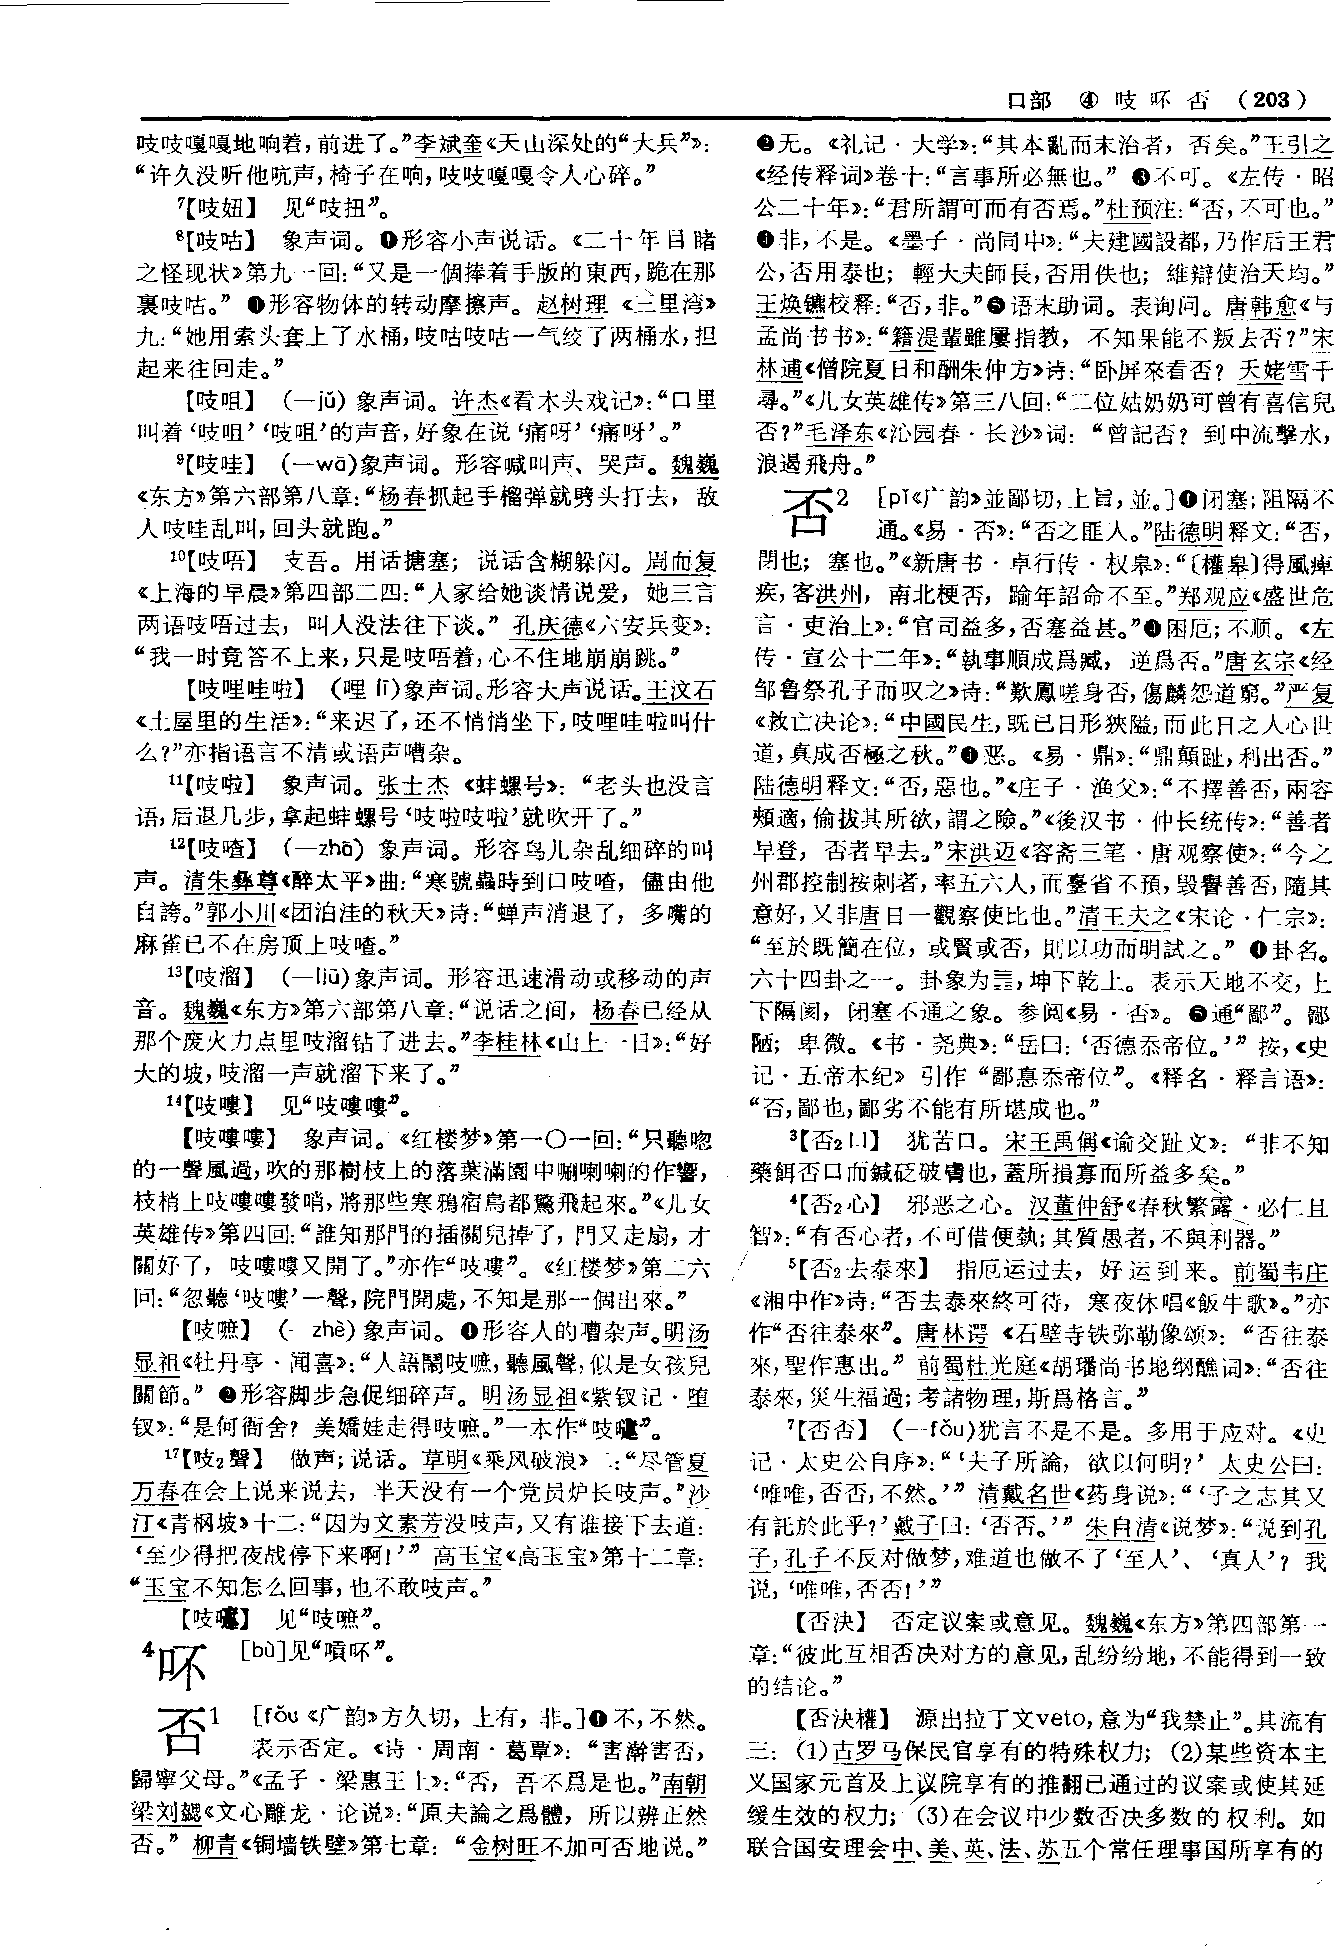 口部 ④ 吱 吥 否 （203）
吱吱嘎嘎地响着，前进了。”李斌奎《天山深处的“大兵”》：
“许久没听他吭声，椅子在响，吱吱嘎嘎令人心碎。”
7【吱妞】 见“吱扭”。
8【吱咕】 象声词。❶形容小声说话。《二十年目睹
之怪现状》第九一回：“又是一個捧着手版的東西，跪在那
裏吱咕。” ❷形容物体的转动摩擦声。赵树理《三里湾》
九：“她用索头套上了水桶，吱咕吱咕一气绞了两桶水，担
起来往回走。”
【吱咀】 （—jǔ）象声词。许杰《看木头戏记》：“口里
叫着‘吱咀’‘吱咀’的声音，好象在说‘痛呀’‘痛呀’。”
9【吱哇】 （—wā）象声词。形容喊叫声、哭声。魏巍
《东方》第六部第八章：“杨春抓起手榴弹就劈头打去，敌
人吱哇乱叫，回头就跑。”
10【吱唔】 支吾。用话搪塞；说话含糊躲闪。周而复
《上海的早晨》第四部二四：“人家给她谈情说爱，她三言
两语吱唔过去，叫人没法往下谈。” 孔庆德《六安兵变》：
“我一时竟答不上来，只是吱唔着，心不住地崩崩跳。”
【吱哩哇啦】 （哩 lī）象声词。形容大声说话。王汶石
《土屋里的生活》：“来迟了，还不悄悄坐下，吱哩哇啦叫什
么？”亦指语言不清或语声嘈杂。
11【吱啦】 象声词。张士杰《蚌螺号》：“老头也没言
语，后退几步，拿起蚌螺号‘吱啦吱啦’就吹开了。”
12【吱喳】 （—zhā）象声词。形容鸟儿杂乱细碎的叫
声。清朱彝尊《醉太平》曲：“寒號蟲時到口吱喳，儘由他
自誇。”郭小川《团泊洼的秋天》诗：“蝉声消退了，多嘴的
麻雀已不在房顶上吱喳。”
13【吱溜】 （—liū）象声词。形容迅速滑动或移动的声
音。魏巍《东方》第六部第八章：“说话之间，杨春已经从
那个废火力点里吱溜钻了进去。”李桂林《山上一日》：“好
大的坡，吱溜一声就溜下来了。”
14【吱嘍】 见“吱嘍嘍”。
【吱嘍嘍】 象声词。《红楼梦》第一〇一回：“只聽唿
的一聲風過，吹的那樹枝上的落葉滿園中唰喇喇的作響，
枝梢上吱嘍嘍發哨，將那些寒鴉宿鳥都驚飛起來。”《儿女
英雄传》第四回：“誰知那門的插關兒掉了，門又走扇，才
關好了，吱嘍嘍又開了。”亦作“吱嘍”。《红楼梦》第二六
回：“忽聽‘吱嘍’一聲，院門開處，不知是那一個出來。”
【吱嗻】 （- zhè）象声词。❶形容人的嘈杂声。明汤
显祖《牡丹亭·闻喜》：“人語鬧吱嗻，聽風聲，似是女孩兒
關節。” ❷形容脚步急促细碎声。明汤显祖《紫钗记·堕
钗》：“是何衙舍？美嬌娃走得吱嗻。”一本作“吱”。
17【吱2聲】 做声；说话。草明《乘风破浪》二：“尽管夏
万春在会上说来说去，半天没有一个党员炉长吱声。”沙
汀《青㭎坡》十二：“因为文素芳没吱声，又有谁接下去道：
‘至少得把夜战停下来啊！’” 高玉宝《高玉宝》第十二章：
“玉宝不知怎么回事，也不敢吱声。”
【吱】 见“吱嗻”。
4吥 ［bù］见“嗊吥”。
否1 ［fǒu《广韵》方久切，上有，非。］❶不，不然。
表示否定。《诗·周南·葛覃》：“害澣害否，
歸寧父母。”《孟子·梁惠王上》：“否，吾不爲是也。”南朝
梁刘勰《文心雕龙·论说》：“原夫論之爲體，所以辨正然
否。” 柳青《铜墙铁壁》第七章：“金树旺不加可否地说。”
❷无。《礼记·大学》：“其本亂而末治者，否矣。”王引之
《经传释词》卷十：“言事所必無也。” ❸不可。《左传·昭
公二十年》：“君所謂可而有否焉。”杜预注：“否，不可也。”
❹非，不是。《墨子·尚同中》：“夫建國設都，乃作后王君
公，否用泰也；輕大夫師長，否用佚也；維辯使治天均。”
王焕镳校释：“否，非。”❺语末助词。表询问。唐韩愈《与
孟尚书书》：“籍湜輩雖屢指教，不知果能不叛去否？”宋
林逋《僧院夏日和酬朱仲方》诗：“卧屏來看否？天姥雪千
尋。”《儿女英雄传》第三八回：“二位姑奶奶可曾有喜信兒
否？”毛泽东《沁园春·长沙》词：“曾記否？到中流擊水，
浪遏飛舟。”
否2 ［pǐ《广韵》並鄙切，上旨，並。］❶闭塞；阻隔不
通。《易·否》：“否之匪人。”陆德明释文：“否，
閉也；塞也。”《新唐书·卓行传·权皋》：“〔權皋〕得風痺
疾，客洪州，南北梗否，踰年詔命不至。”郑观应《盛世危
言·吏治上》：“官司益多，否塞益甚。”❷困厄；不顺。《左
传·宣公十二年》：“執事順成爲臧，逆爲否。”唐玄宗《经
邹鲁祭孔子而叹之》诗：“歎鳳嗟身否，傷麟怨道窮。”严复
《救亡决论》：“中國民生，既已日形狹隘；而此日之人心世
道，真成否極之秋。”❸恶。《易·鼎》：“鼎顛趾，利出否。”
陆德明释文：“否，惡也。”《庄子·渔父》：“不擇善否，兩容
頰適，偷拔其所欲，謂之險。”《後汉书·仲长统传》：“善者
早登，否者早去。”宋洪迈《容斋三笔·唐观察使》：“今之
州郡控制按刺者，率五六人，而臺省不預，毀譽善否，隨其
意好，又非唐日一觀察使比也。”清王夫之《宋论·仁宗》：
“至於既簡在位，或賢或否，則以功而明試之。” ❹卦名。
六十四卦之一。卦象为䷋，坤下乾上。表示天地不交，上
下隔阂，闭塞不通之象。参阅《易·否》。 ❺通“鄙”。鄙
陋；卑微。《书·尧典》：“岳曰：‘否德忝帝位。’” 按，《史
记·五帝本纪》引作“鄙悳忝帝位”。《释名·释言语》：
“否，鄙也，鄙劣不能有所堪成也。”
3【否2口】 犹苦口。宋王禹偁《谕交趾文》：“非不知
藥餌否口而鍼砭破膚也，蓋所損寡而所益多矣。”
4【否2心】 邪恶之心。汉董仲舒《春秋繁露·必仁且
智》：“有否心者，不可借便埶；其質愚者，不與利器。”
5【否2去泰來】 指厄运过去，好运到来。前蜀韦庄
《湘中作》诗：“否去泰來終可待，寒夜休唱《飯牛歌》。”亦
作“否往泰來”。唐林谔《石壁寺铁弥勒像颂》：“否往泰
來，聖作惠出。” 前蜀杜光庭《胡璠尚书地纲醮词》：“否往
泰來，災生福過；考諸物理，斯爲格言。”
7【否否】 （—fǒu）犹言不是不是。多用于应对。《史
记·太史公自序》：“‘夫子所論，欲以何明？’太史公曰：
‘唯唯，否否，不然。’” 清戴名世《药身说》：“‘子之志其又
有託於此乎？’戴子曰：‘否否。’” 朱自清《说梦》：“说到孔
子，孔子不反对做梦，难道也做不了‘至人’、‘真人’？我
说，‘唯唯，否否！’”
【否決】 否定议案或意见。魏巍《东方》第四部第一
章：“彼此互相否决对方的意见，乱纷纷地，不能得到一致
的结论。”
【否決權】 源出拉丁文veto，意为“我禁止”。其流有
三：（1）古罗马保民官享有的特殊权力；（2）某些资本主
义国家元首及上议院享有的推翻已通过的议案或使其延
缓生效的权力；（3）在会议中少数否决多数的权利。如
联合国安理会中、美、英、法、苏五个常任理事国所享有的